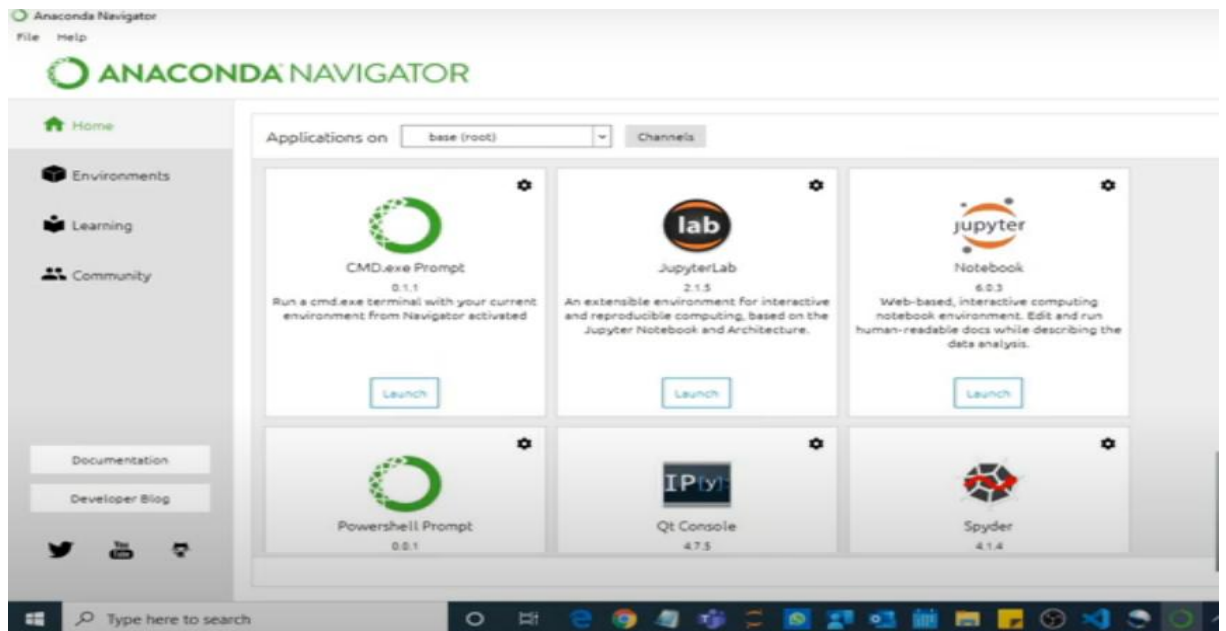 Anaconda Navigator
File Help
ANACONDA NAVIGATOR
Home
Environments
Learning
Community
Documentation
Developer Blog
You
Tube
Applications on base (root) Channels
CMD.exe Prompt
0.1.1
Run a cmd.exe terminal with your current
environment from Navigator activated
Launch
lab
JupyterLab
2.1.5
An extensible environment for interactive
and reproducible computing, based on the
Jupyter Notebook and Architecture.
Launch
jupyter
Notebook
6.0.3
Web-based, interactive computing
notebook environment. Edit and run
human-readable docs while describing the
data analysis.
Launch
Powershell Prompt
0.0.1
IP[y]:
Qt Console
4.7.5
Spyder
4.1.4
Type here to search